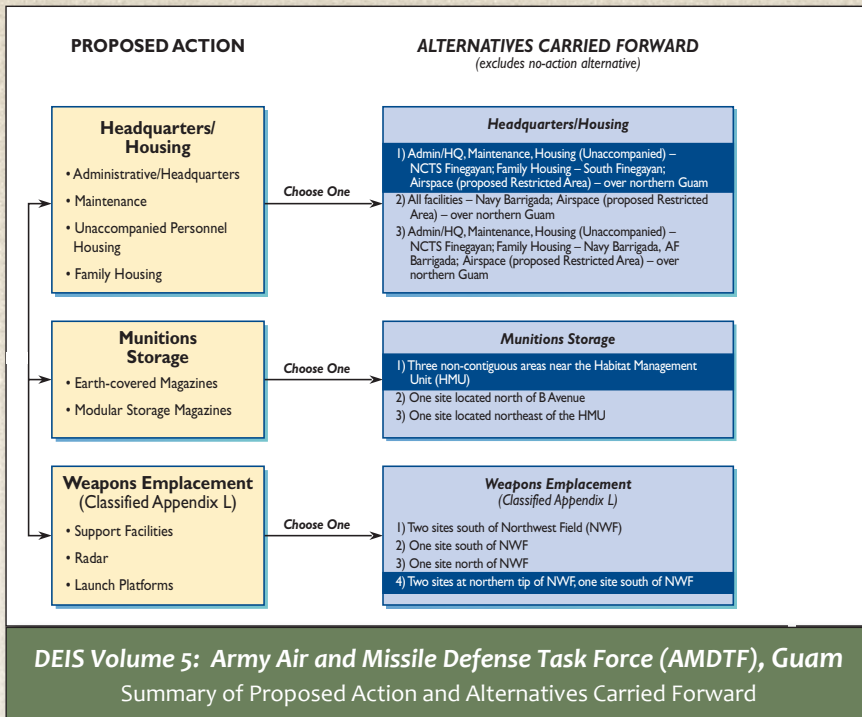 PROPOSED ACTION
ALTERNATIVES CARRIED FORWARD
(excludes no-action alternative)
Headquarters/
Housing
• Administrative/Headquarters
• Maintenance
• Unaccompanied Personnel
Housing
• Family Housing
Choose One
Headquarters/Housing
1) Admin/HQ, Maintenance, Housing (Unaccompanied) –
NCTS Finegayan; Family Housing – South Finegayan;
Airspace (proposed Restricted Area) – over northern Guam
2) All facilities – Navy Barrigada; Airspace (proposed Restricted
Area) – over northern Guam
3) Admin/HQ, Maintenance, Housing (Unaccompanied) –
NCTS Finegayan; Family Housing – Navy Barrigada, AF
Barrigada; Airspace (proposed Restricted Area) – over
northern Guam
Munitions
Storage
• Earth-covered Magazines
• Modular Storage Magazines
Choose One
Munitions Storage
1) Three non-contiguous areas near the Habitat Management
Unit (HMU)
2) One site located north of B Avenue
3) One site located northeast of the HMU
Weapons Emplacement
(Classified Appendix L)
• Support Facilities
• Radar
• Launch Platforms
Choose One
Weapons Emplacement
(Classified Appendix L)
1) Two sites south of Northwest Field (NWF)
2) One site south of NWF
3) One site north of NWF
4) Two sites at northern tip of NWF, one site south of NWF
DEIS Volume 5: Army Air and Missile Defense Task Force (AMDTF), Guam
Summary of Proposed Action and Alternatives Carried Forward